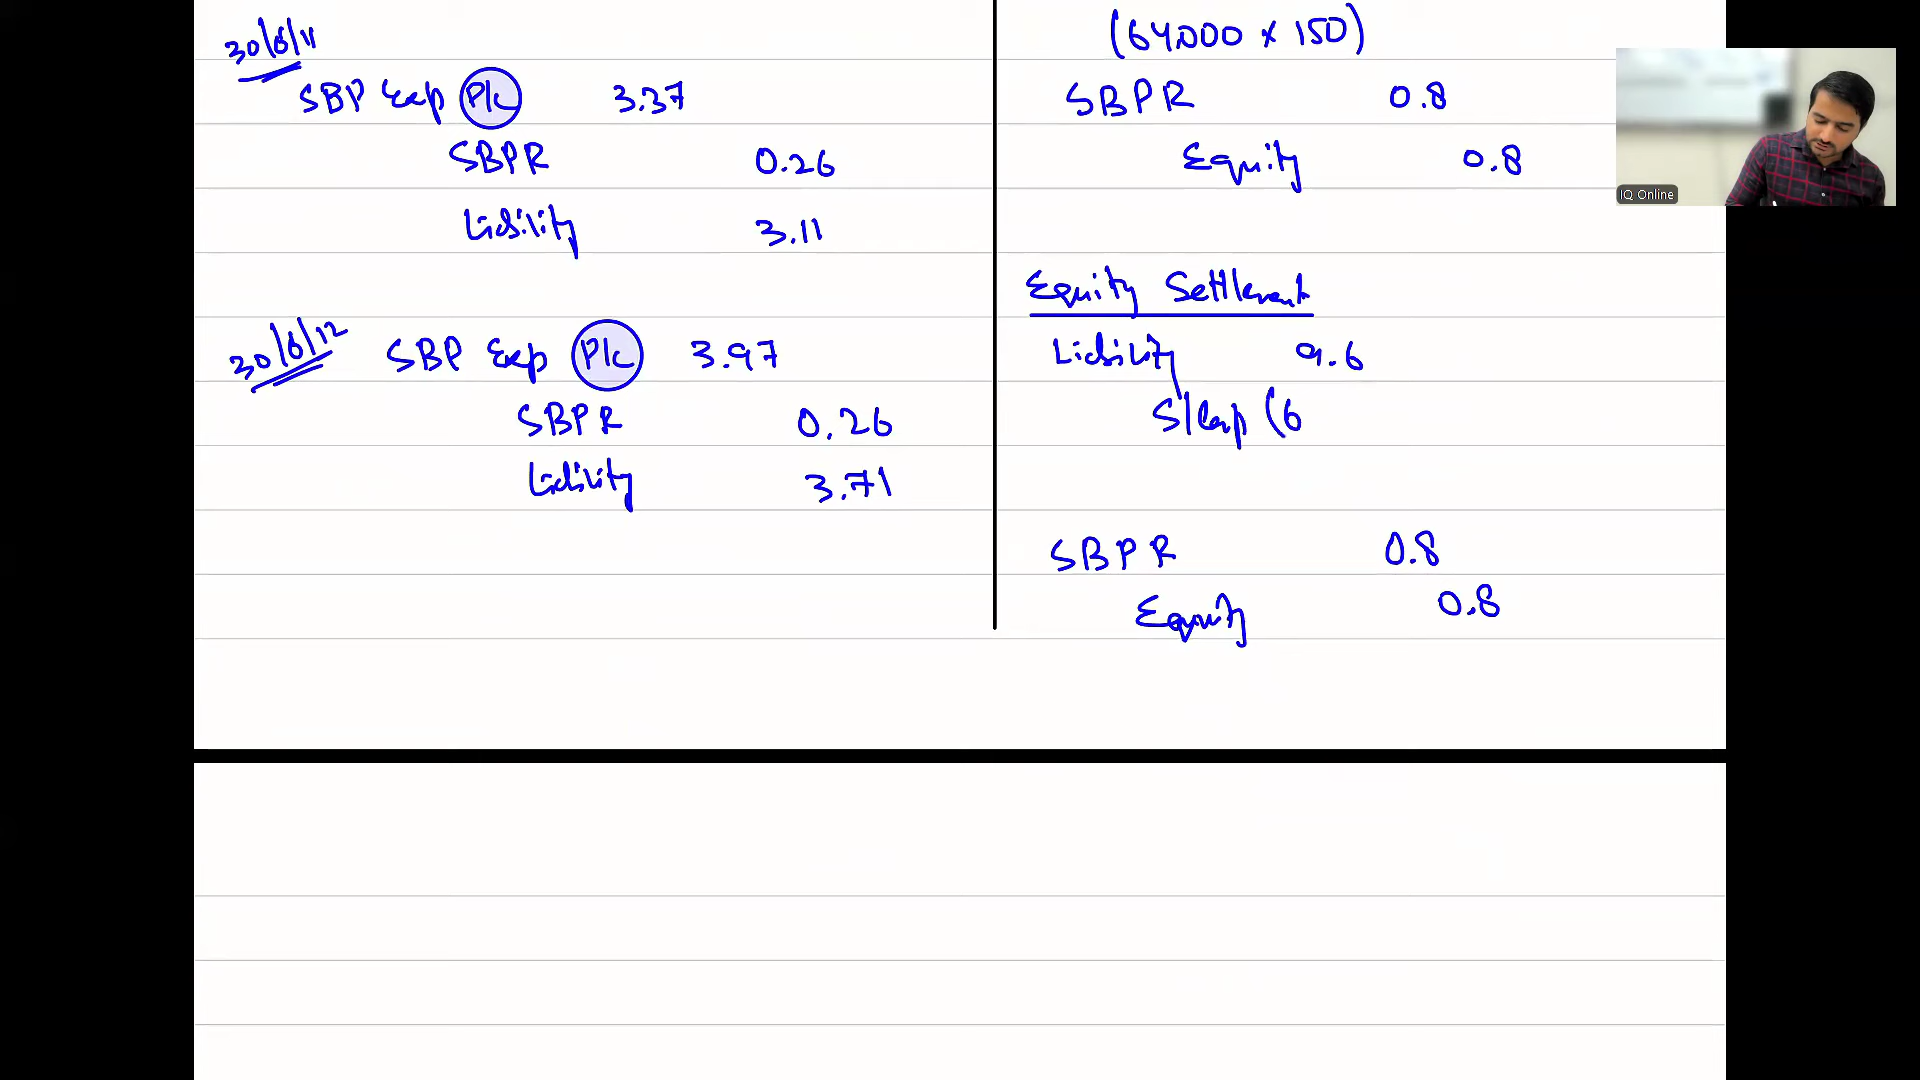 30/6/11
SBP Exp P/L 3.37
SBPR 0.26
Liability 3.11
30/6/12 SBP Exp P/L 3.97
SBPR 0.26
Liability 3.71
(64000 x 150)
SBPR 0.8
Equity 0.8
Equity Settlement
Liability 9.6
S/Cap (6
SBPR 0.8
Equity 0.8
IQ Online